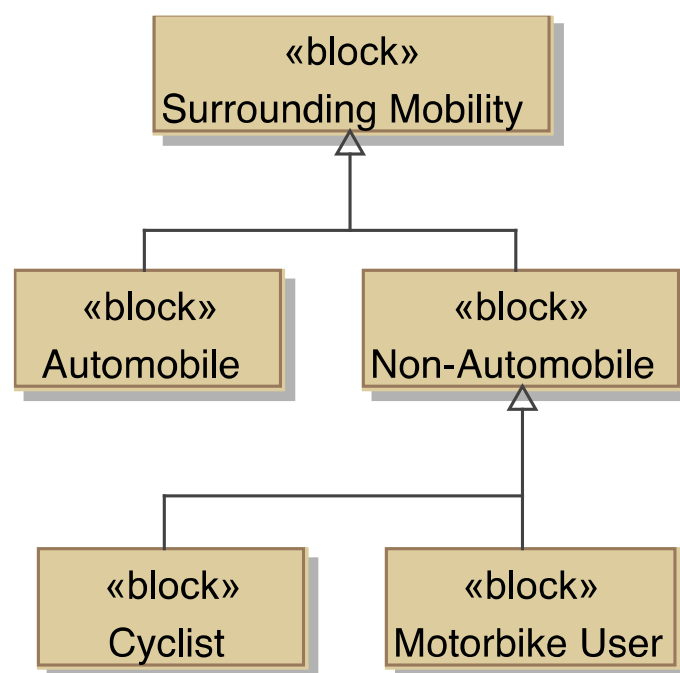 «block»
Surrounding Mobility
«block»
Automobile
«block»
Non-Automobile
«block»
Cyclist
«block»
Motorbike User